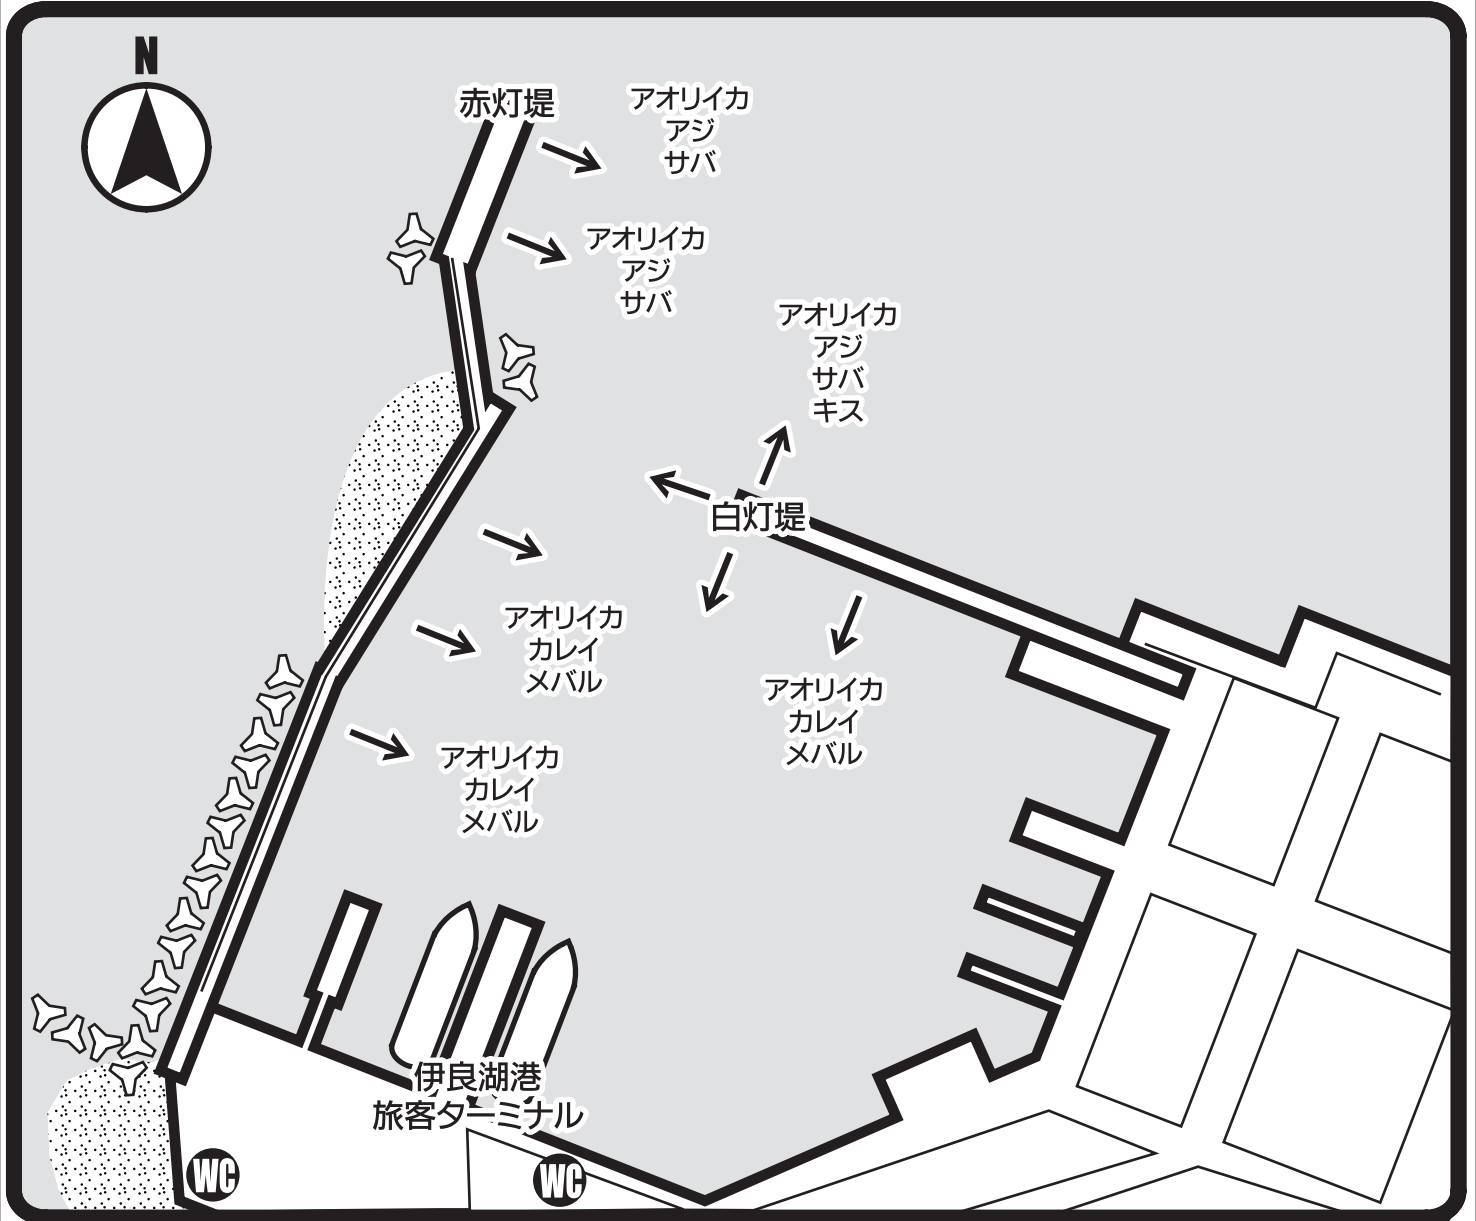 N
赤灯堤
アオリイカ
アジ
サバ
アオリイカ
アジ
サバ
アオリイカ
アジ
サバ
キス
白灯堤
アオリイカ
カレイ
メバル
アオリイカ
カレイ
メバル
アオリイカ
カレイ
メバル
伊良湖港
旅客ターミナル
WC
WC